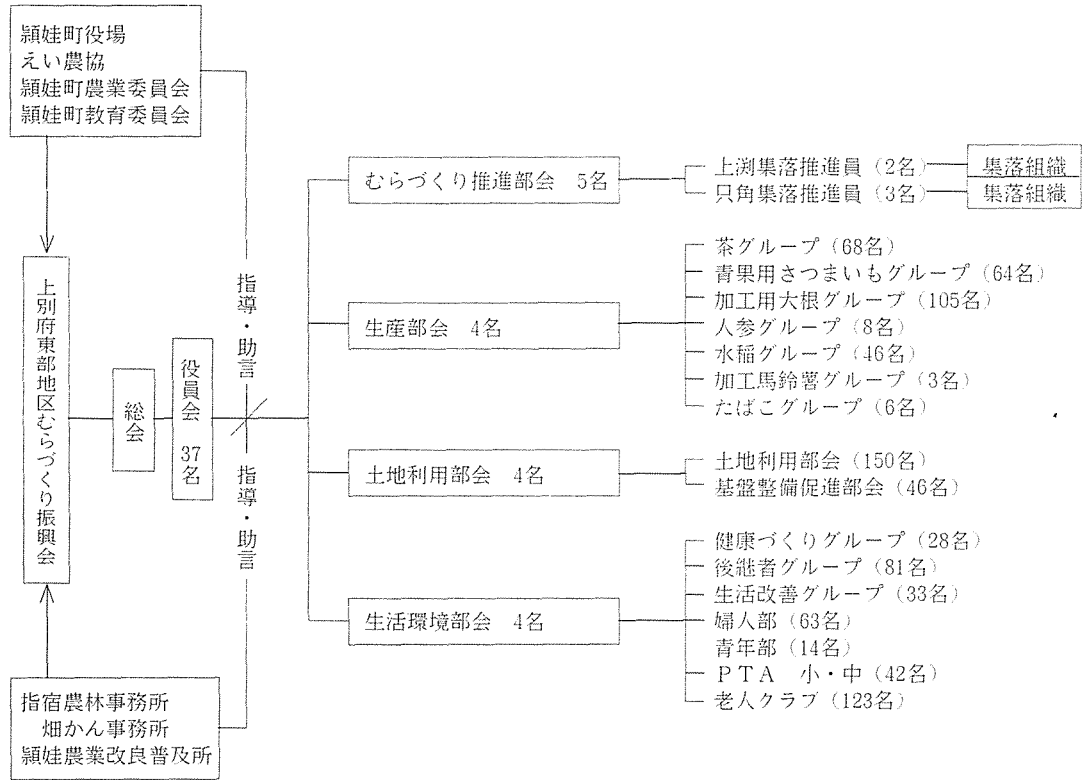 頴娃町役場
えい農協
頴娃町農業委員会
頴娃町教育委員会
上別府東部地区むらづくり振興会
総会
役員会 37名
指導・助言
指導・助言
むらづくり推進部会 5名
上渕集落推進員(2名)
集落組織
只角集落推進員(3名)
集落組織
生産部会 4名
茶グループ(68名)
青果用さつまいもグループ(64名)
加工用大根グループ(105名)
人参グループ(8名)
水稲グループ(46名)
加工馬鈴薯グループ(3名)
たばこグループ(6名)
土地利用部会 4名
土地利用部会(150名)
基盤整備促進部会(46名)
生活環境部会 4名
健康づくりグループ(28名)
後継者グループ(81名)
生活改善グループ(33名)
婦人部(63名)
青年部(14名)
PTA 小・中(42名)
老人クラブ(123名)
指宿農林事務所
畑かん事務所
頴娃農業改良普及所